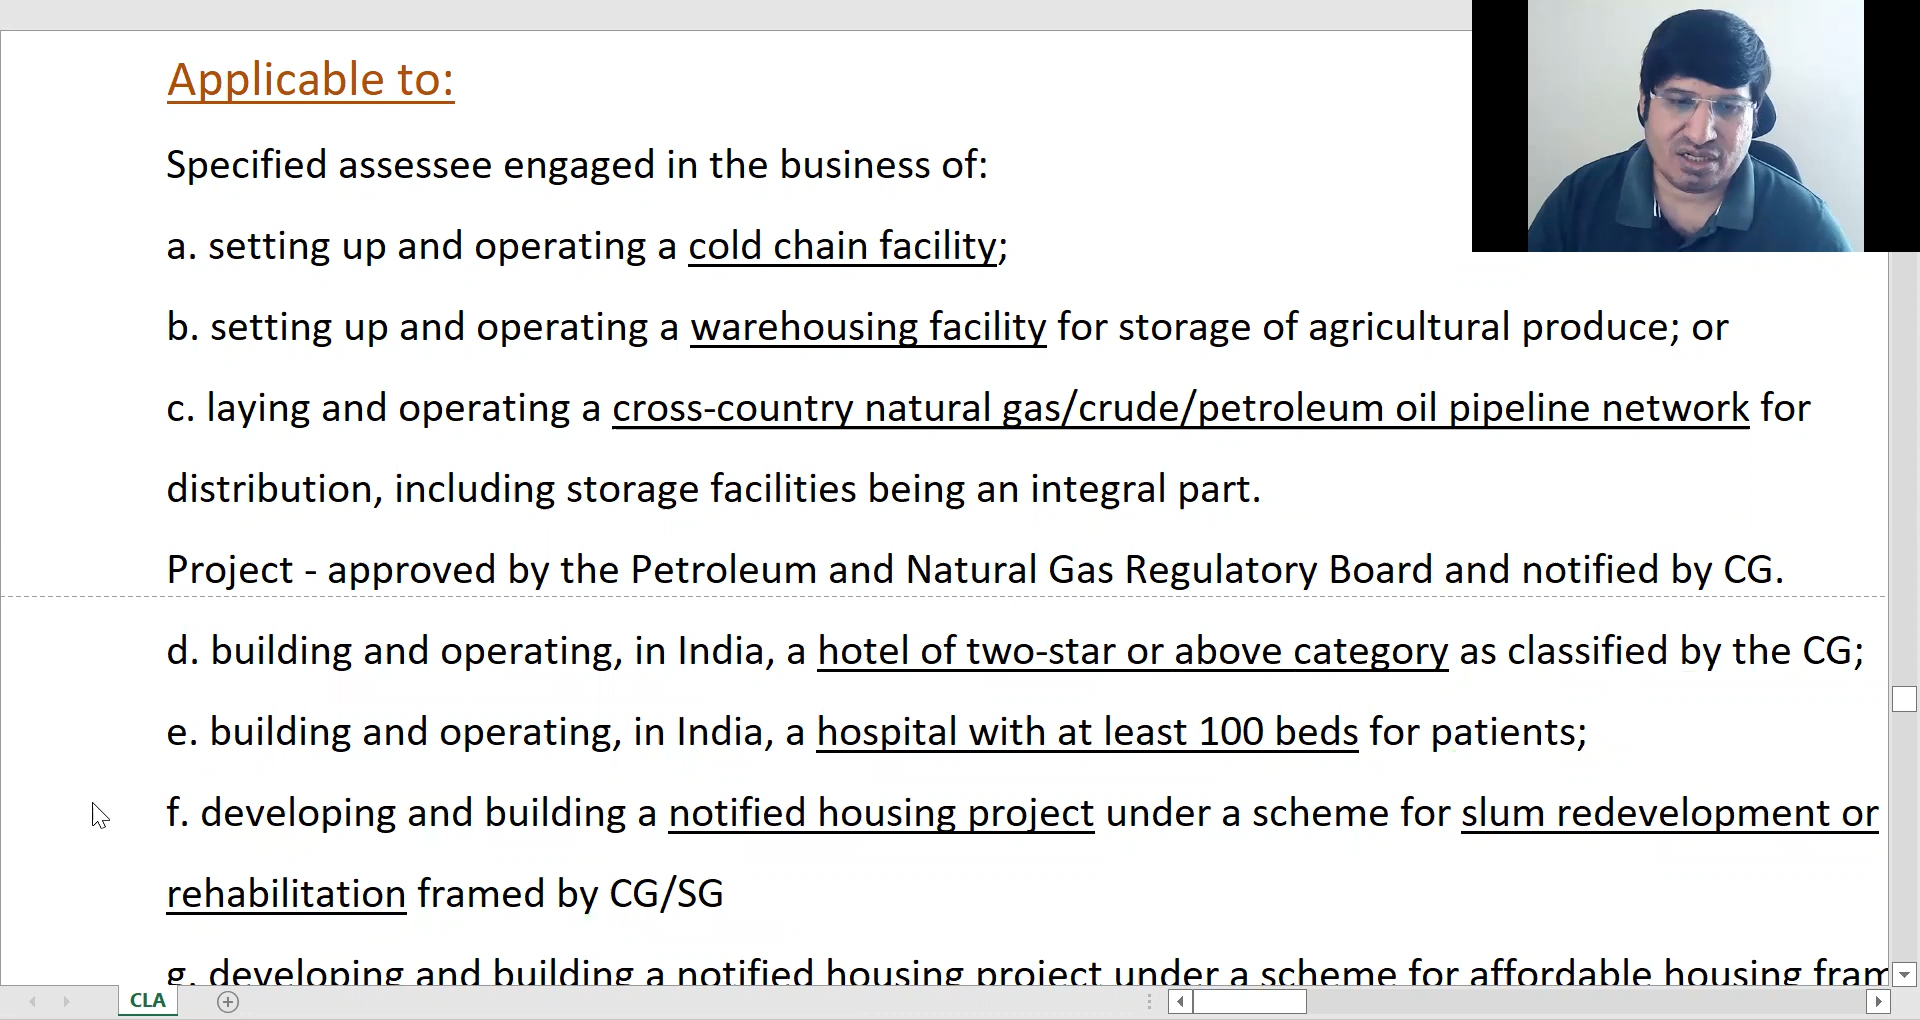 Applicable to:
Specified assessee engaged in the business of:
a. setting up and operating a cold chain facility;
b. setting up and operating a warehousing facility for storage of agricultural produce; or
c. laying and operating a cross-country natural gas/crude/petroleum oil pipeline network for
distribution, including storage facilities being an integral part.
Project - approved by the Petroleum and Natural Gas Regulatory Board and notified by CG.
d. building and operating, in India, a hotel of two-star or above category as classified by the CG;
e. building and operating, in India, a hospital with at least 100 beds for patients;
f. developing and building a notified housing project under a scheme for slum redevelopment or
rehabilitation framed by CG/SG
g. developing and building a notified housing project under a scheme for affordable housing fram
CLA